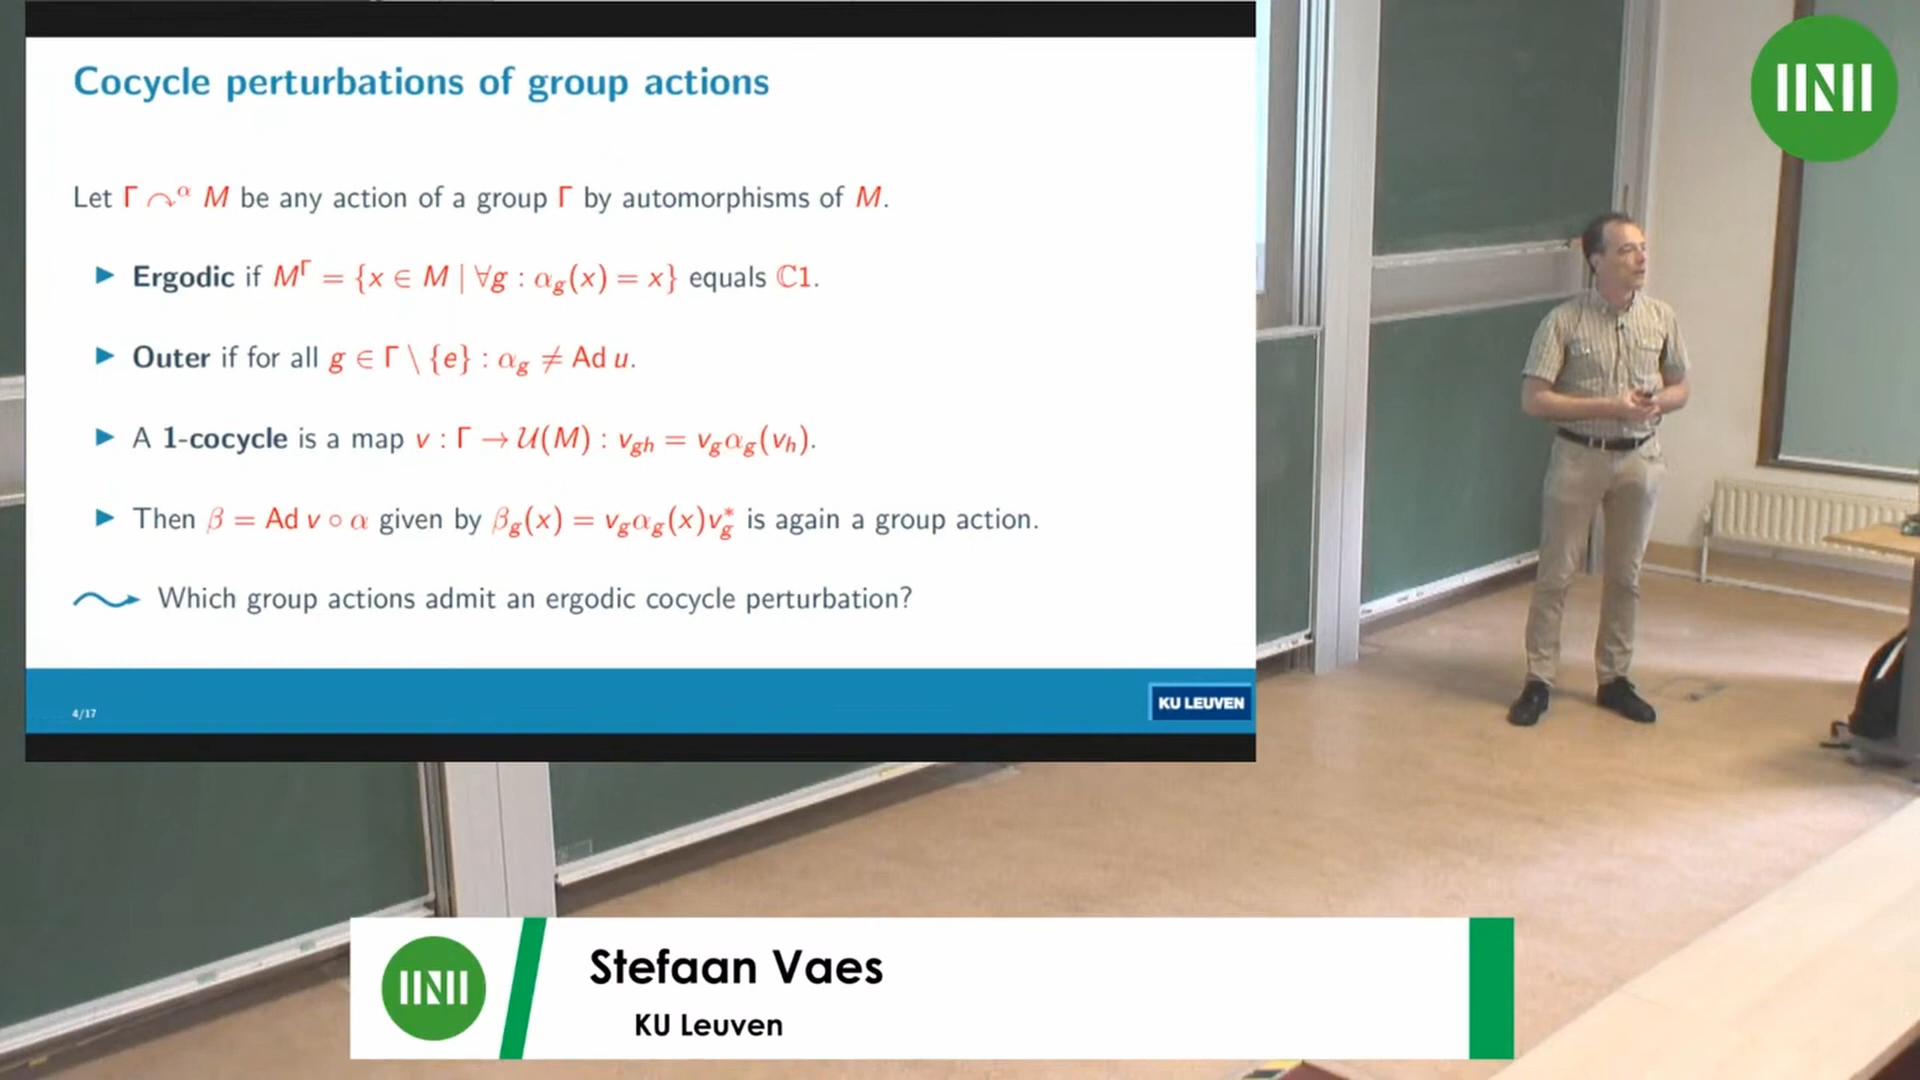 Cocycle perturbations of group actions
Let Γ ↷^α M be any action of a group Γ by automorphisms of M.
▶ Ergodic if M^Γ = {x ∈ M | ∀g : α_g(x) = x} equals ℂ1.
▶ Outer if for all g ∈ Γ \ {e} : α_g ≠ Ad u.
▶ A 1-cocycle is a map v : Γ → 𝒰(M) : v_{gh} = v_g α_g(v_h).
▶ Then β = Ad v ∘ α given by β_g(x) = v_g α_g(x) v_g^* is again a group action.
⇝ Which group actions admit an ergodic cocycle perturbation?
4/17
KU LEUVEN
Stefaan Vaes
KU Leuven